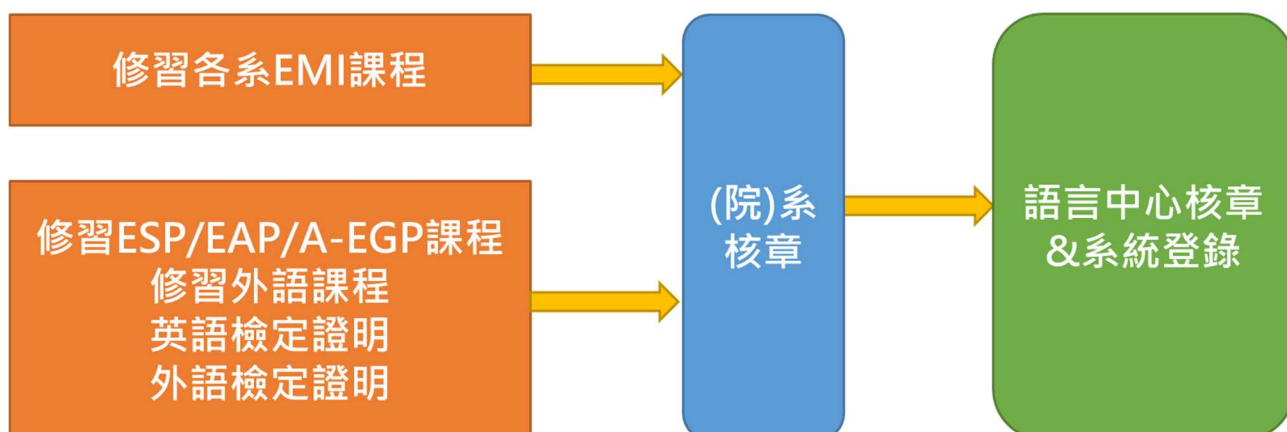 修習各系EMI課程
修習ESP/EAP/A-EGP課程
修習外語課程
英語檢定證明
外語檢定證明
(院)系
核章
語言中心核章
&系統登錄